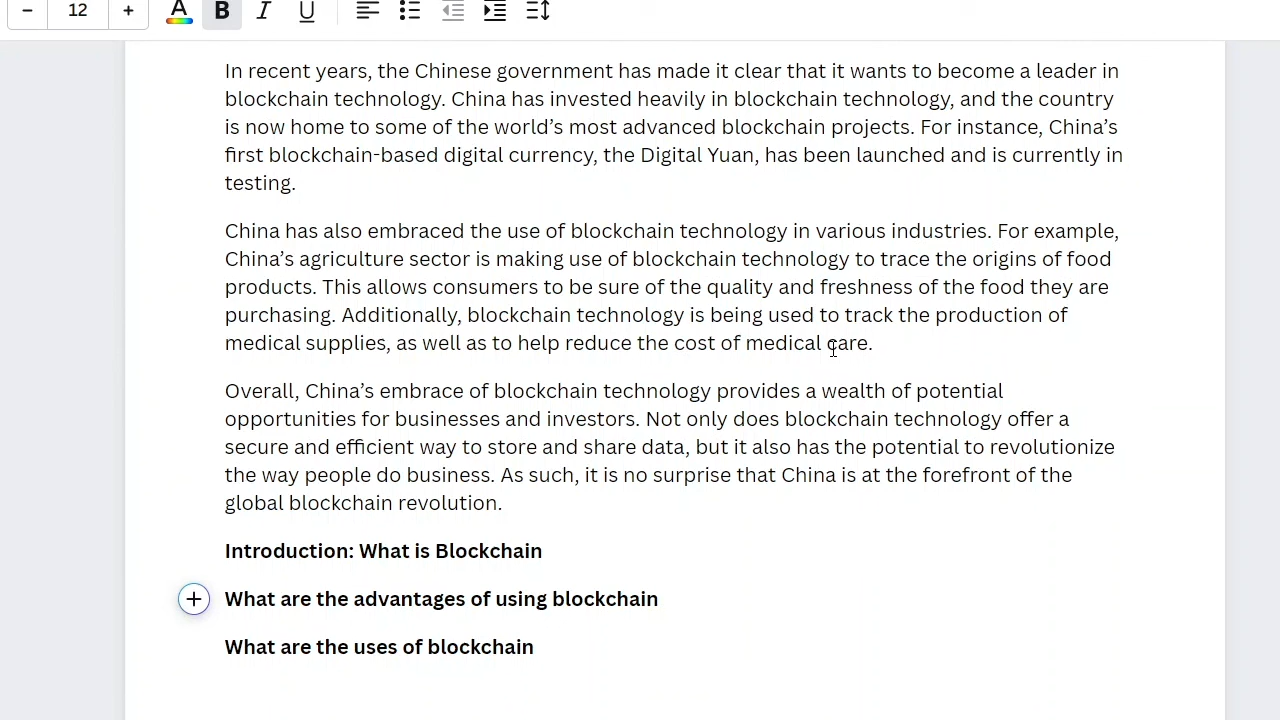 − 12 + A B I U
In recent years, the Chinese government has made it clear that it wants to become a leader in
blockchain technology. China has invested heavily in blockchain technology, and the country
is now home to some of the world’s most advanced blockchain projects. For instance, China’s
first blockchain-based digital currency, the Digital Yuan, has been launched and is currently in
testing.
China has also embraced the use of blockchain technology in various industries. For example,
China’s agriculture sector is making use of blockchain technology to trace the origins of food
products. This allows consumers to be sure of the quality and freshness of the food they are
purchasing. Additionally, blockchain technology is being used to track the production of
medical supplies, as well as to help reduce the cost of medical care.
Overall, China’s embrace of blockchain technology provides a wealth of potential
opportunities for businesses and investors. Not only does blockchain technology offer a
secure and efficient way to store and share data, but it also has the potential to revolutionize
the way people do business. As such, it is no surprise that China is at the forefront of the
global blockchain revolution.
Introduction: What is Blockchain
What are the advantages of using blockchain
What are the uses of blockchain